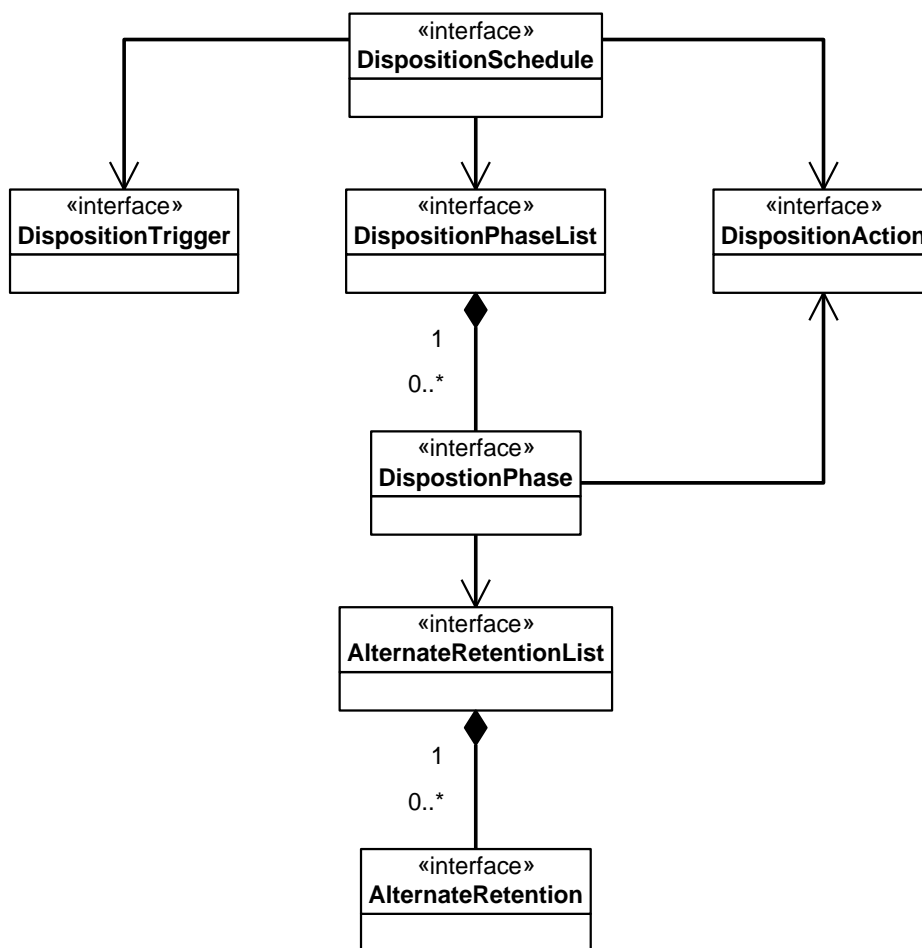 «interface»
DispositionSchedule
«interface»
DispositionTrigger
«interface»
DispositionPhaseList
«interface»
DispositionAction
1
0..*
«interface»
DispostionPhase
«interface»
AlternateRetentionList
1
0..*
«interface»
AlternateRetention